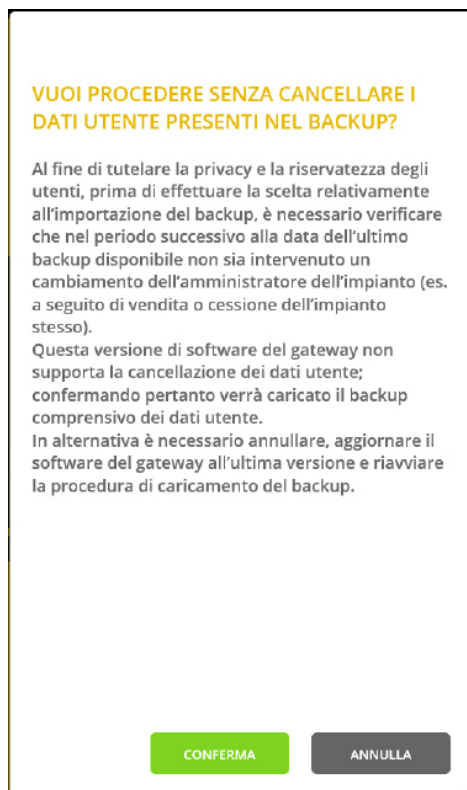 VUOI PROCEDERE SENZA CANCELLARE I
DATI UTENTE PRESENTI NEL BACKUP?
Al fine di tutelare la privacy e la riservatezza degli
utenti, prima di effettuare la scelta relativamente
all'importazione del backup, è necessario verificare
che nel periodo successivo alla data dell'ultimo
backup disponibile non sia intervenuto un
cambiamento dell'amministratore dell'impianto (es.
a seguito di vendita o cessione dell'impianto
stesso).
Questa versione di software del gateway non
supporta la cancellazione dei dati utente;
confermando pertanto verrà caricato il backup
comprensivo dei dati utente.
In alternativa è necessario annullare, aggiornare il
software del gateway all'ultima versione e riavviare
la procedura di caricamento del backup.
CONFERMA
ANNULLA